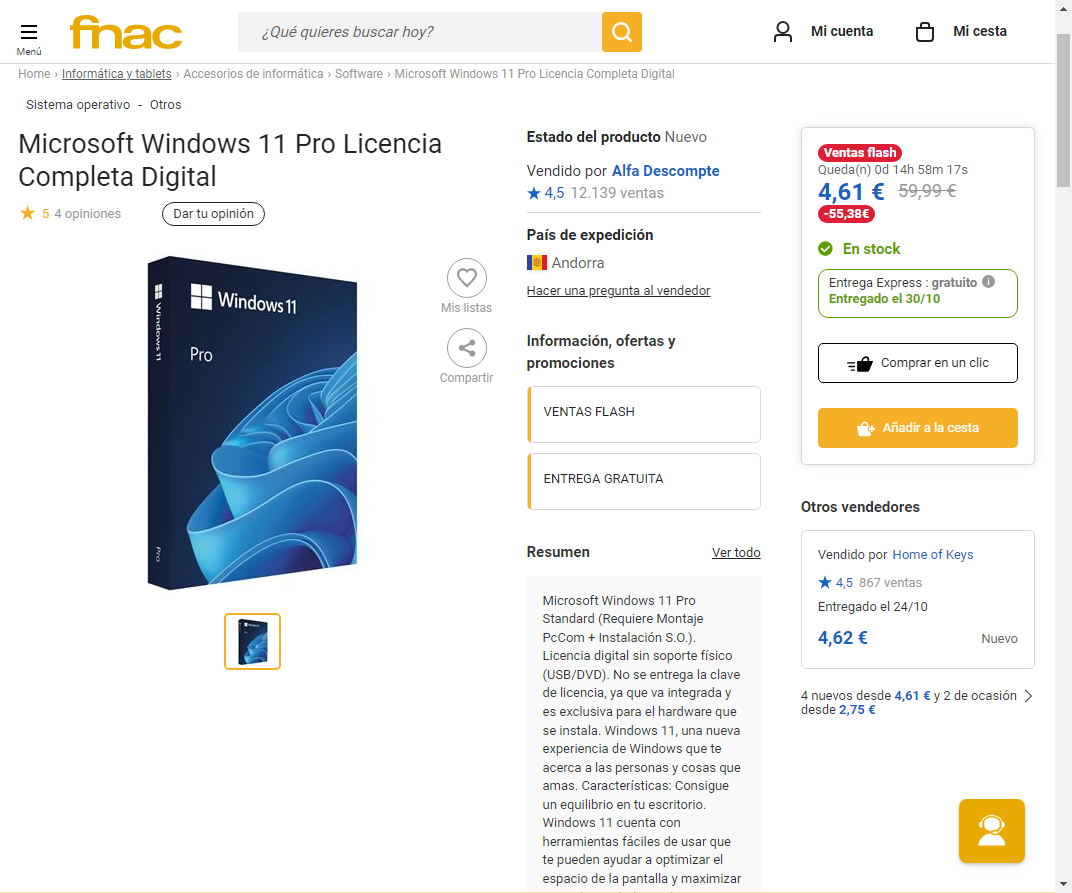 Menú
fnac
¿Qué quieres buscar hoy?
Mi cuenta
Mi cesta
Home › Informática y tablets › Accesorios de informática › Software › Microsoft Windows 11 Pro Licencia Completa Digital
Sistema operativo - Otros
Microsoft Windows 11 Pro Licencia
Completa Digital
5 4 opiniones
Dar tu opinión
Windows 11
Pro
Windows 11
Pro
Mis listas
Compartir
Estado del producto Nuevo
Vendido por Alfa Descompte
4,5 12.139 ventas
País de expedición
Andorra
Hacer una pregunta al vendedor
Información, ofertas y
promociones
VENTAS FLASH
ENTREGA GRATUITA
Resumen
Ver todo
Microsoft Windows 11 Pro
Standard (Requiere Montaje
PcCom + Instalación S.O.).
Licencia digital sin soporte físico
(USB/DVD). No se entrega la clave
de licencia, ya que va integrada y
es exclusiva para el hardware que
se instala. Windows 11, una nueva
experiencia de Windows que te
acerca a las personas y cosas que
amas. Características: Consigue
un equilibrio en tu escritorio.
Windows 11 cuenta con
herramientas fáciles de usar que
te pueden ayudar a optimizar el
espacio de la pantalla y maximizar
Ventas flash
Queda(n) 0d 14h 58m 17s
4,61 € 59,99 €
-55,38€
En stock
Entrega Express : gratuito
Entregado el 30/10
Comprar en un clic
Añadir a la cesta
Otros vendedores
Vendido por Home of Keys
4,5 867 ventas
Entregado el 24/10
4,62 €
Nuevo
4 nuevos desde 4,61 € y 2 de ocasión
desde 2,75 €